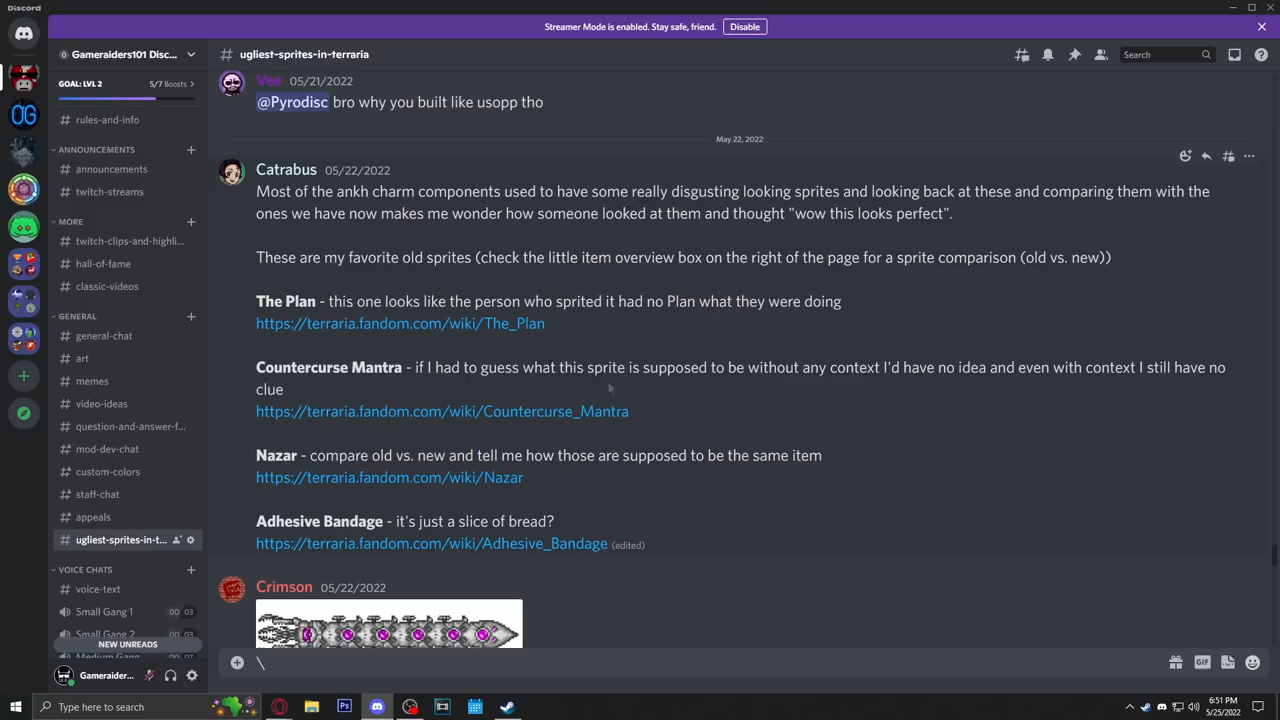 Discord
Streamer Mode is enabled. Stay safe, friend. Disable
Gameraiders101 Disc...
# ugliest-sprites-in-terraria
Search
GOAL: LVL 2 5/7 Boosts >
# rules-and-info
ANNOUNCEMENTS
# announcements
# twitch-streams
MORE
# twitch-clips-and-highli...
# hall-of-fame
# classic-videos
GENERAL
# general-chat
# art
# memes
# video-ideas
# question-and-answer-f...
# mod-dev-chat
# custom-colors
# staff-chat
# appeals
# ugliest-sprites-in-t...
VOICE CHATS
# voice-text
Small Gang 1 00 03
Small Gang 2 00 03
NEW UNREADS
Medium Gang
Gameraider...
Vee 05/21/2022
@Pyrodisc bro why you built like usopp tho
May 22, 2022
Catrabus 05/22/2022
Most of the ankh charm components used to have some really disgusting looking sprites and looking back at these and comparing them with the
ones we have now makes me wonder how someone looked at them and thought "wow this looks perfect".
These are my favorite old sprites (check the little item overview box on the right of the page for a sprite comparison (old vs. new))
The Plan - this one looks like the person who sprited it had no Plan what they were doing
https://terraria.fandom.com/wiki/The_Plan
Countercurse Mantra - if I had to guess what this sprite is supposed to be without any context I'd have no idea and even with context I still have no
clue
https://terraria.fandom.com/wiki/Countercurse_Mantra
Nazar - compare old vs. new and tell me how those are supposed to be the same item
https://terraria.fandom.com/wiki/Nazar
Adhesive Bandage - it's just a slice of bread?
https://terraria.fandom.com/wiki/Adhesive_Bandage (edited)
Crimson 05/22/2022
\
GIF
Type here to search
Ps
6:51 PM
5/25/2022